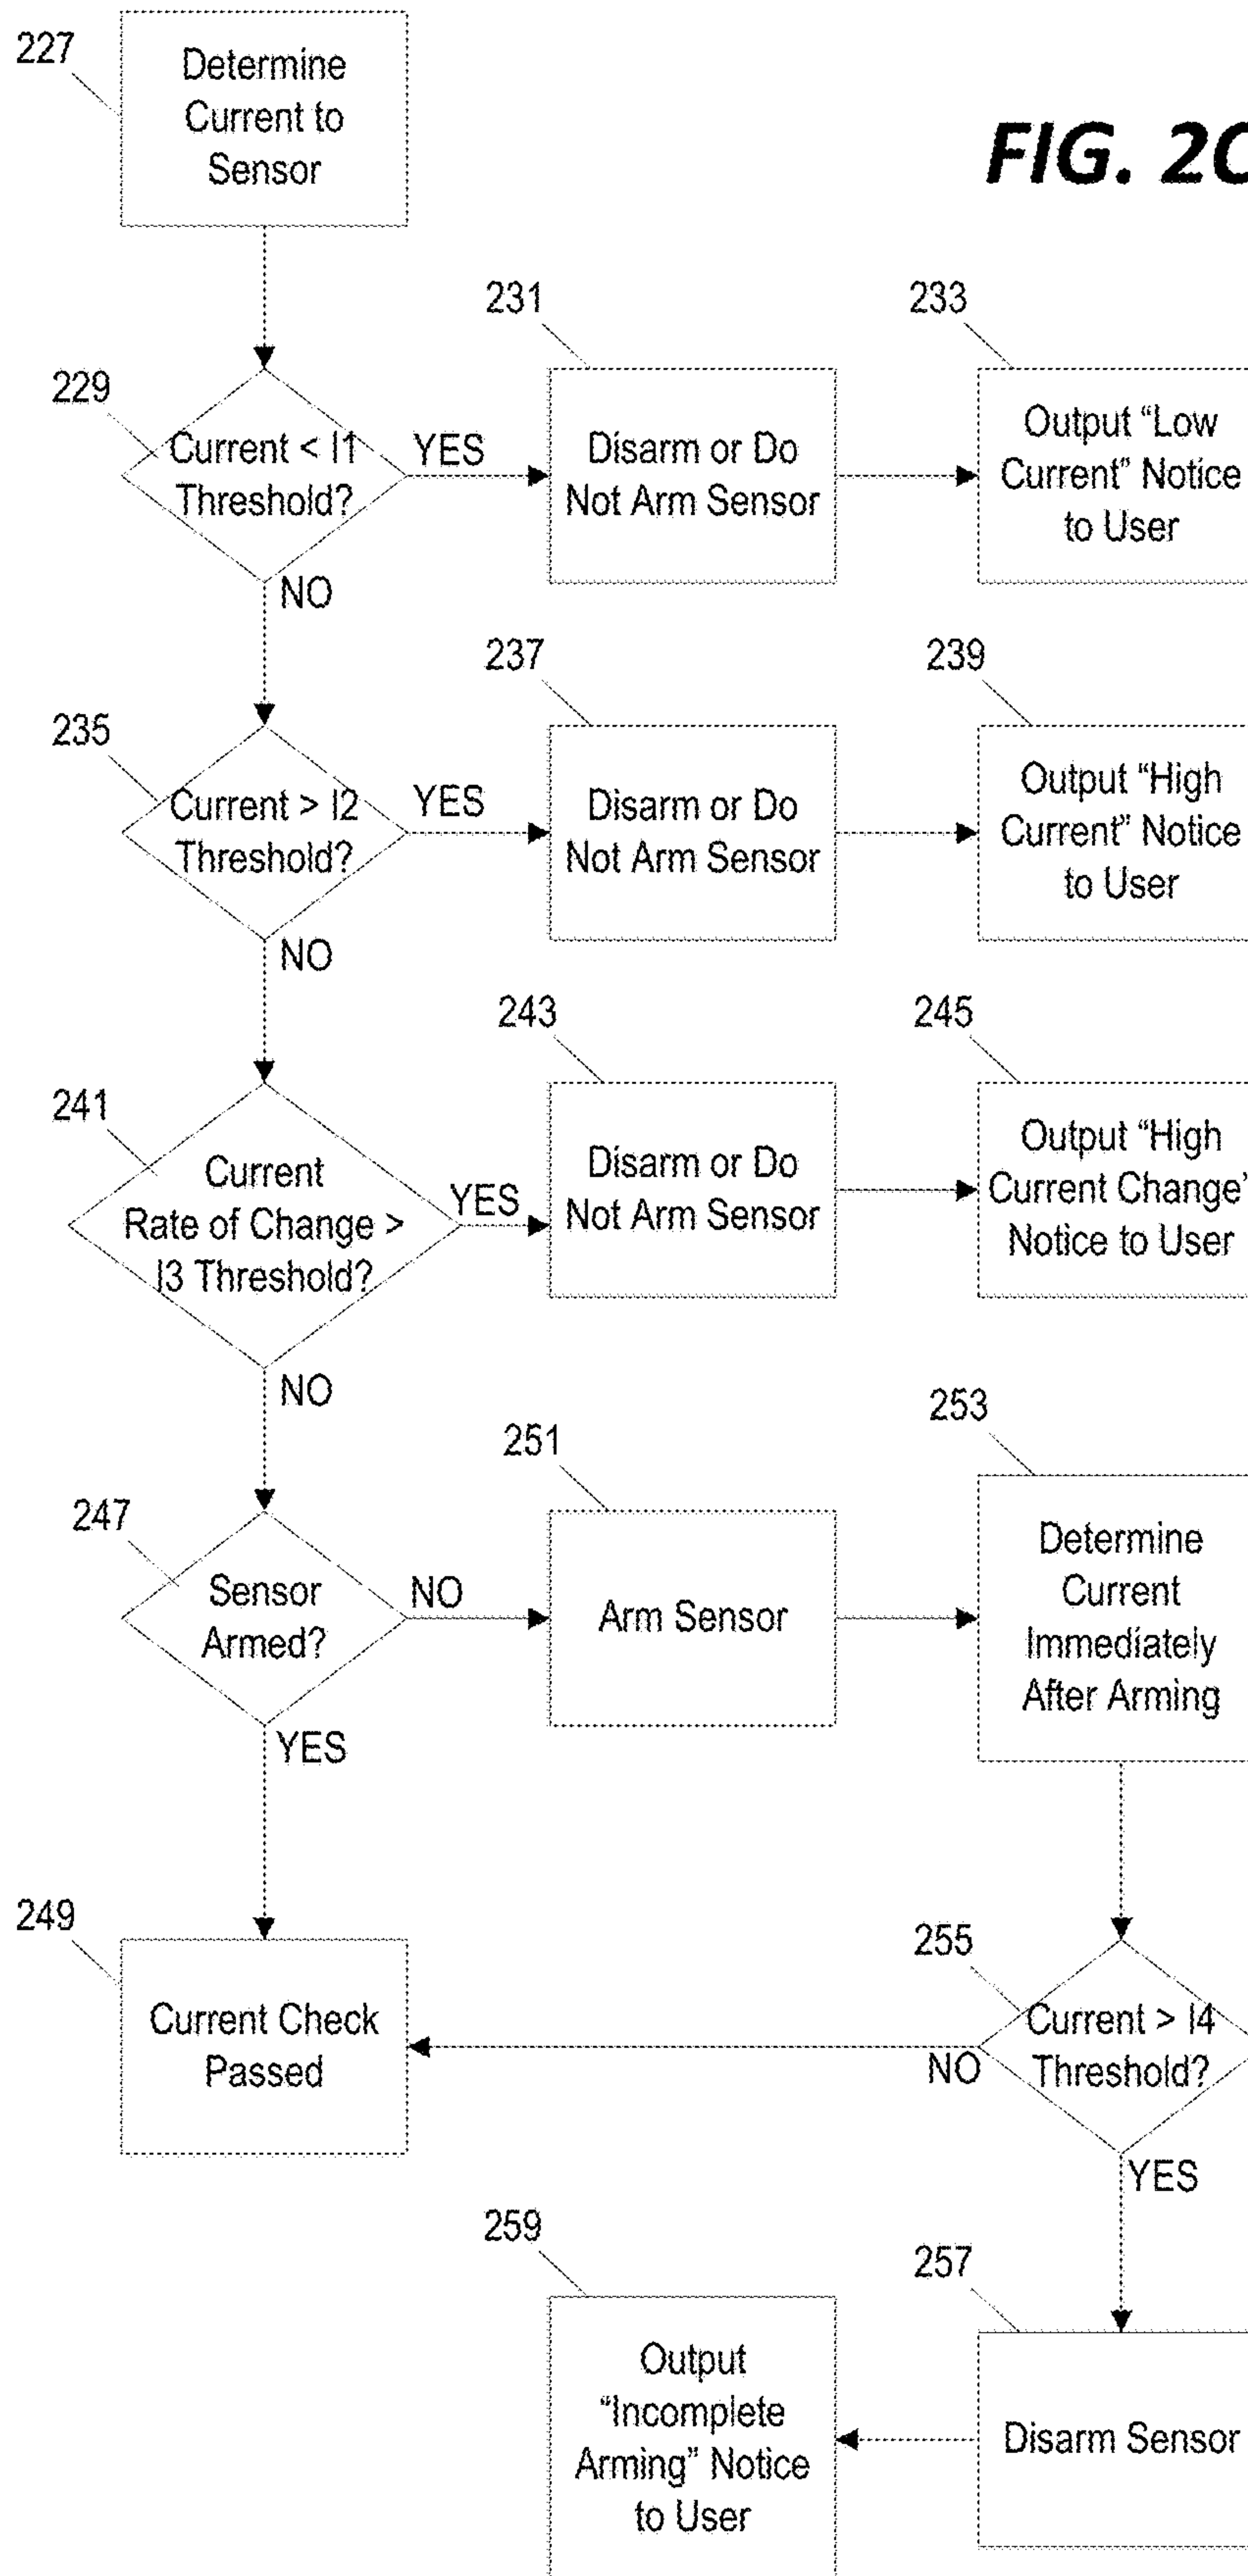 227
Determine
Current to
Sensor
FIG. 2C
231
233
229
Current < I1
Threshold?
YES
Disarm or Do
Not Arm Sensor
Output “Low
Current” Notice
to User
NO
237
239
235
Current > I2
Threshold?
YES
Disarm or Do
Not Arm Sensor
Output “High
Current” Notice
to User
NO
243
245
241
Current
Rate of Change >
I3 Threshold?
YES
Disarm or Do
Not Arm Sensor
Output “High
Current Change”
Notice to User
NO
251
253
247
Sensor
Armed?
NO
Arm Sensor
Determine
Current
Immediately
After Arming
YES
249
Current Check
Passed
255
Current > I4
Threshold?
NO
YES
259
257
Output
“Incomplete
Arming” Notice
to User
Disarm Sensor